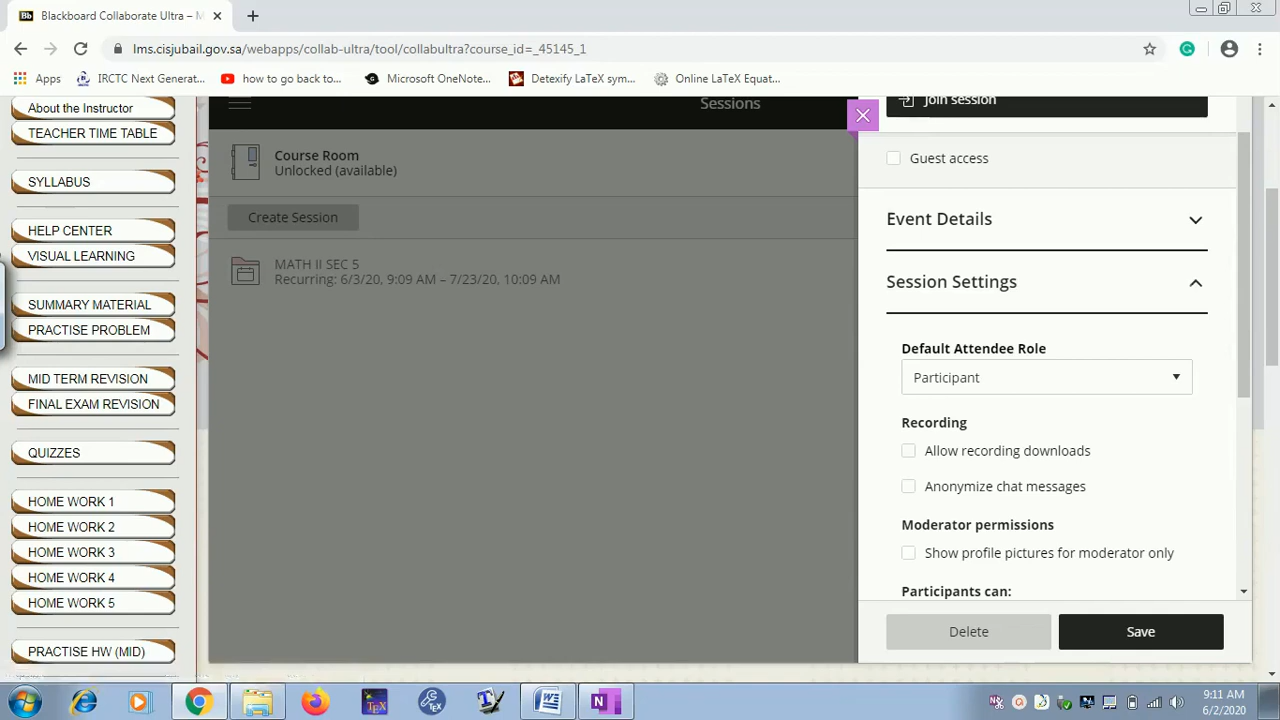 Blackboard Collaborate Ultra – M
lms.cisjubail.gov.sa/webapps/collab-ultra/tool/collabultra?course_id=_45145_1
Apps
IRCTC Next Generat...
how to go back to...
Microsoft OneNote...
Detexify LaTeX sym...
Online LaTeX Equat...
About the Instructor
TEACHER TIME TABLE
SYLLABUS
HELP CENTER
VISUAL LEARNING
SUMMARY MATERIAL
PRACTISE PROBLEM
MID TERM REVISION
FINAL EXAM REVISION
QUIZZES
HOME WORK 1
HOME WORK 2
HOME WORK 3
HOME WORK 4
HOME WORK 5
PRACTISE HW (MID)
Sessions
Course Room
Unlocked (available)
Create Session
MATH II SEC 5
Recurring: 6/3/20, 9:09 AM – 7/23/20, 10:09 AM
Join session
Guest access
Event Details
Session Settings
Default Attendee Role
Participant
Recording
Allow recording downloads
Anonymize chat messages
Moderator permissions
Show profile pictures for moderator only
Participants can:
Delete
Save
9:11 AM
6/2/2020